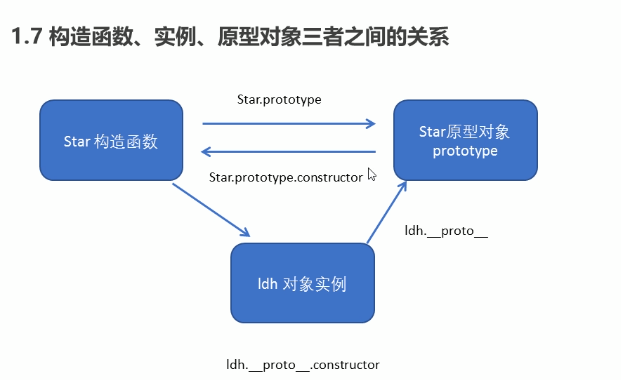 1.7 构造函数、实例、原型对象三者之间的关系
Star.prototype
Star 构造函数
Star原型对象
prototype
Star.prototype.constructor
ldh.__proto__
ldh 对象实例
ldh.__proto__.constructor